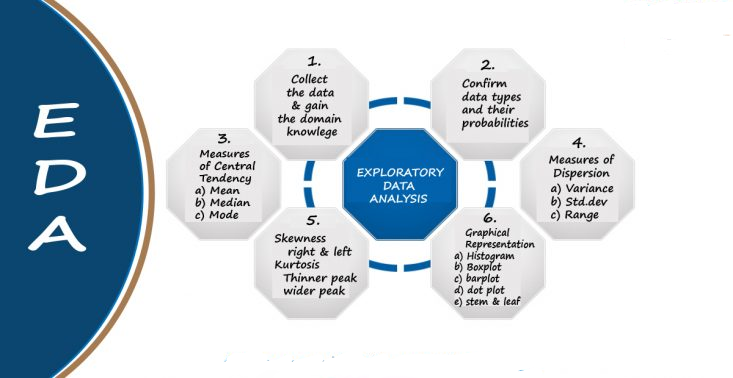 E
D
A
1.
Collect
the data
& gain
the domain
knowlege
2.
Confirm
data types
and their
probabilities
3.
Measures
of Central
Tendency
a) Mean
b) Median
c) Mode
EXPLORATORY
DATA
ANALYSIS
4.
Measures of
Dispersion
a) Variance
b) Std.dev
c) Range
5.
Skewness
right & left
Kurtosis
Thinner peak
wider peak
6.
Graphical
Representation
a) Histogram
b) Boxplot
c) barplot
d) dot plot
e) stem & leaf